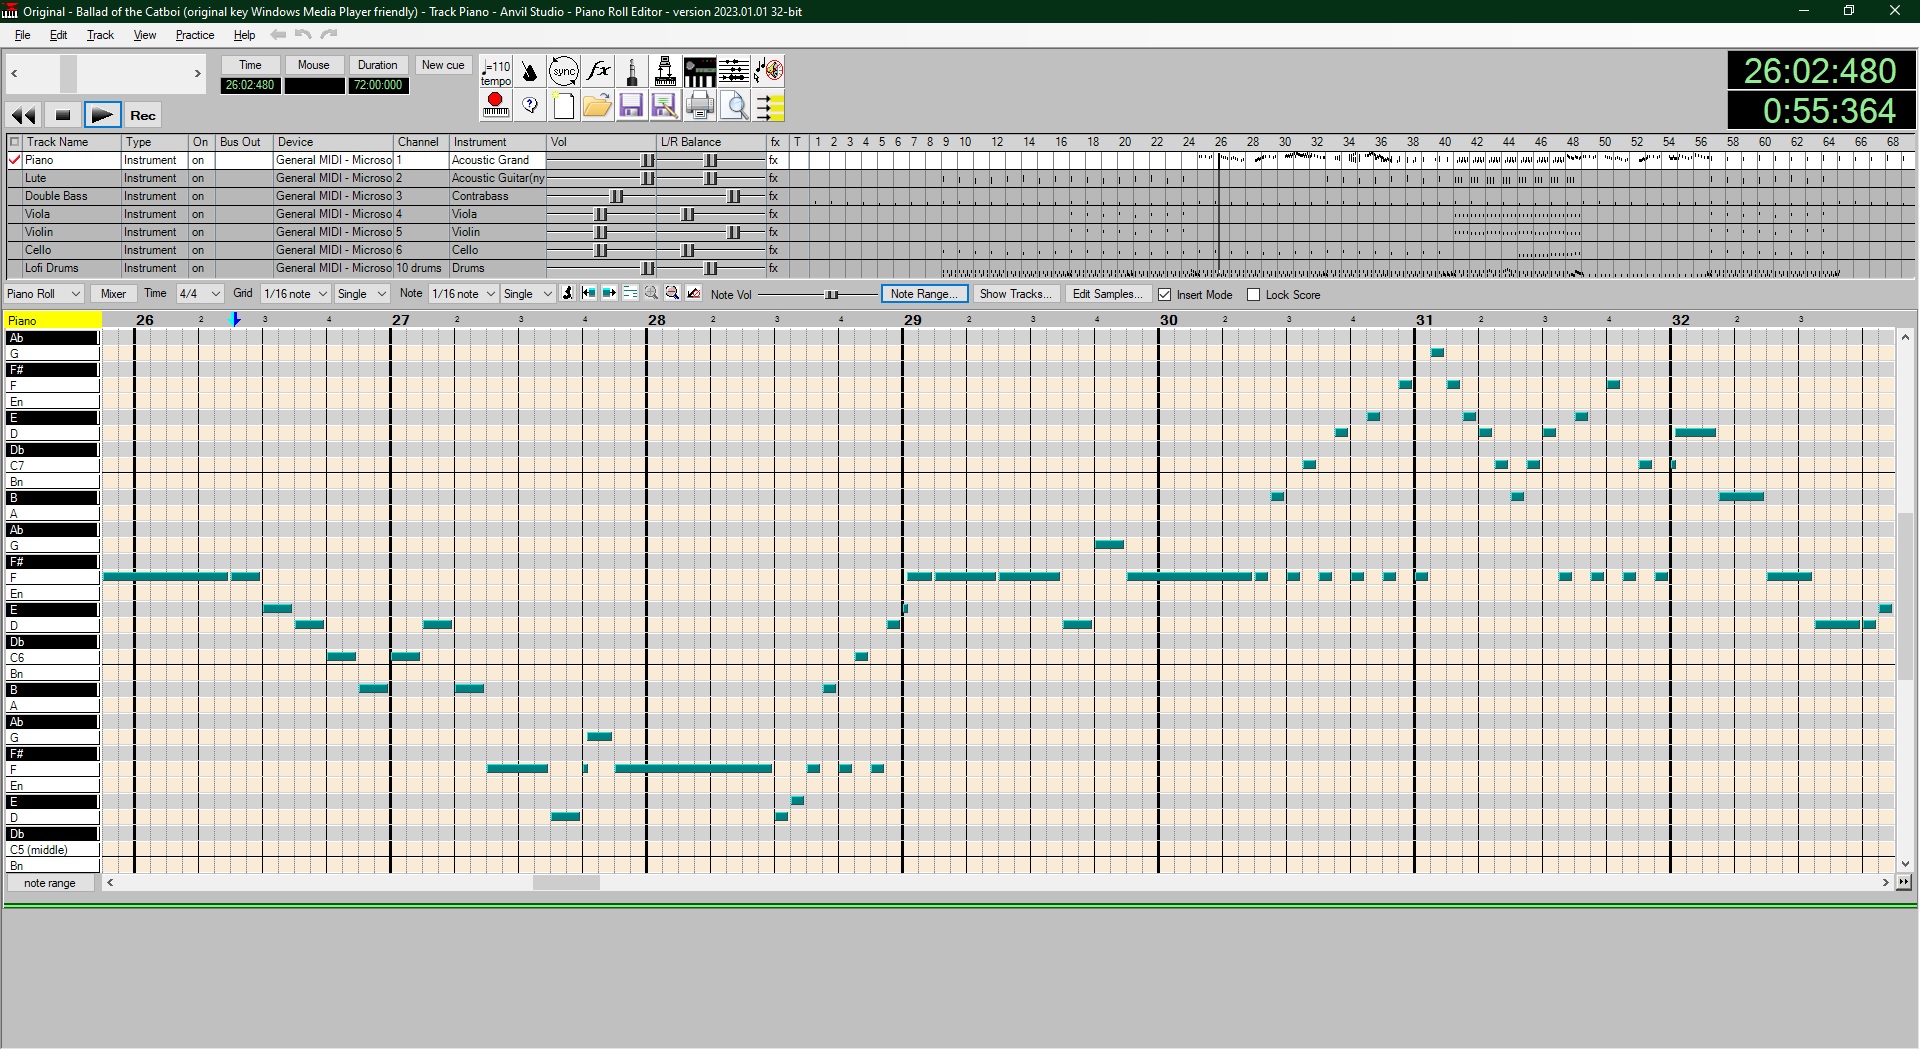 Original - Ballad of the Catboi (original key Windows Media Player friendly) - Track Piano - Anvil Studio - Piano Roll Editor - version 2023.01.01 32-bit
File Edit Track View Practice Help
Time Mouse Duration New cue
26:02:480 72:00:000
=110 tempo sync fx
Rec
26:02:480
0:55:364
Track Name Type On Bus Out Device Channel Instrument Vol L/R Balance fx T 1 2 3 4 5 6 7 8 9 10 12 14 16 18 20 22 24 26 28 30 32 34 36 38 40 42 44 46 48 50 52 54 56 58 60 62 64 66 68
Piano Instrument on General MIDI - Microso 1 Acoustic Grand fx
Lute Instrument on General MIDI - Microso 2 Acoustic Guitar(ny fx
Double Bass Instrument on General MIDI - Microso 3 Contrabass fx
Viola Instrument on General MIDI - Microso 4 Viola fx
Violin Instrument on General MIDI - Microso 5 Violin fx
Cello Instrument on General MIDI - Microso 6 Cello fx
Lofi Drums Instrument on General MIDI - Microso 10 drums Drums fx
Piano Roll Mixer Time 4/4 Grid 1/16 note Single Note 1/16 note Single Note Vol Note Range... Show Tracks... Edit Samples... Insert Mode Lock Score
Piano 26 2 3 4 27 2 3 4 28 2 3 4 29 2 3 4 30 2 3 4 31 2 3 4 32 2 3
Ab
G
F#
F
En
E
D
Db
C7
Bn
B
A
Ab
G
F#
F
En
E
D
Db
C6
Bn
B
A
Ab
G
F#
F
En
E
D
Db
C5 (middle)
Bn
note range